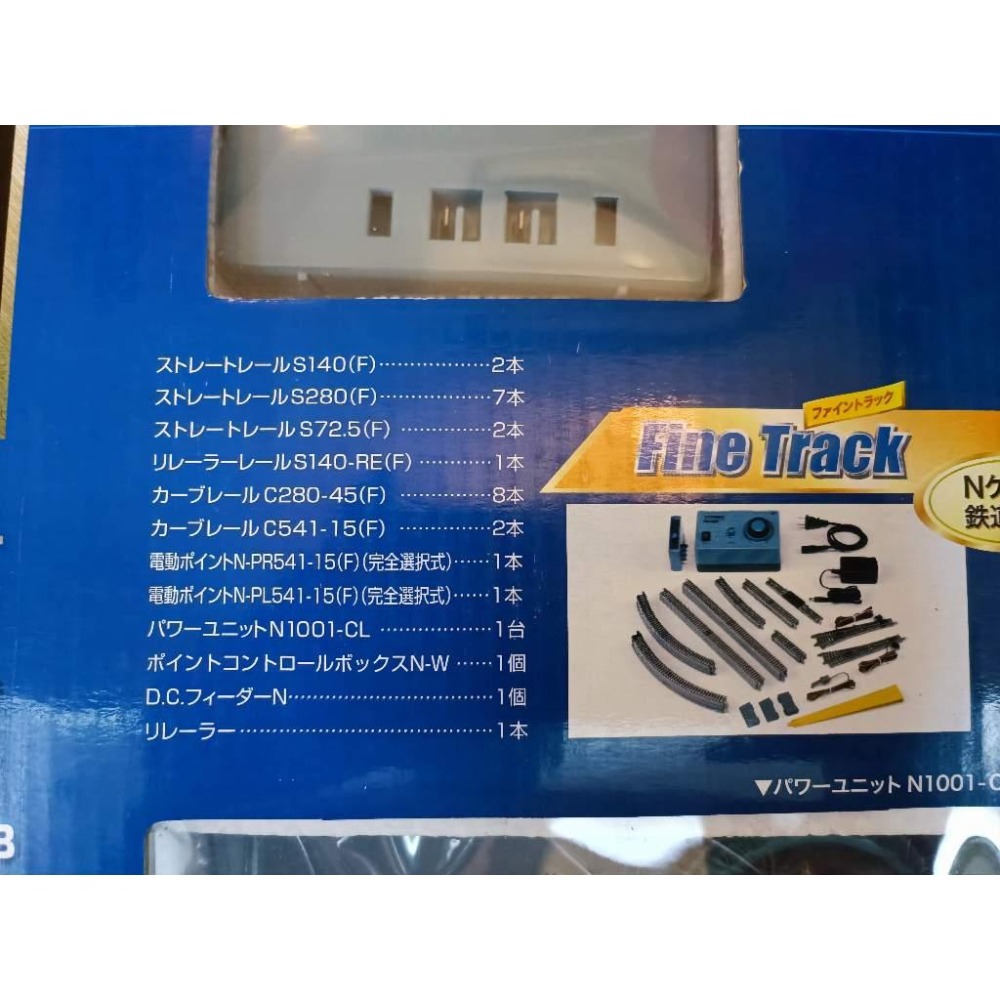 ストレートレールS140(F)………………2本
ストレートレールS280(F)………………7本
ストレートレールS72.5(F) ……………2本
リレーラーレールS140-RE(F) …………1本
カーブレールC280-45(F) ……………8本
カーブレールC541-15(F) ……………2本
電動ポイントN-PR541-15(F)(完全選択式)……1本
電動ポイントN-PL541-15(F)(完全選択式)……1本
パワーユニットN1001-CL ………………1台
ポイントコントロールボックスN-W ……1個
D.C.フィーダーN……………………………1個
リレーラー……………………………………1本
ファイントラック
Fine Track
Nゲ
鉄道
▼パワーユニット N1001-C